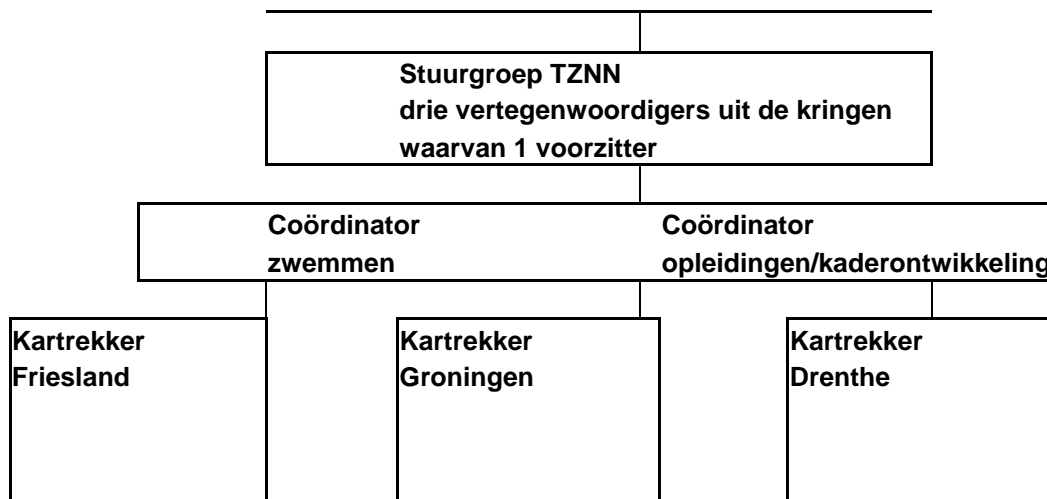 Stuurgroep TZNN
drie vertegenwoordigers uit de kringen
waarvan 1 voorzitter
Coördinator
zwemmen
Coördinator
opleidingen/kaderontwikkeling
Kartrekker
Friesland
Kartrekker
Groningen
Kartrekker
Drenthe